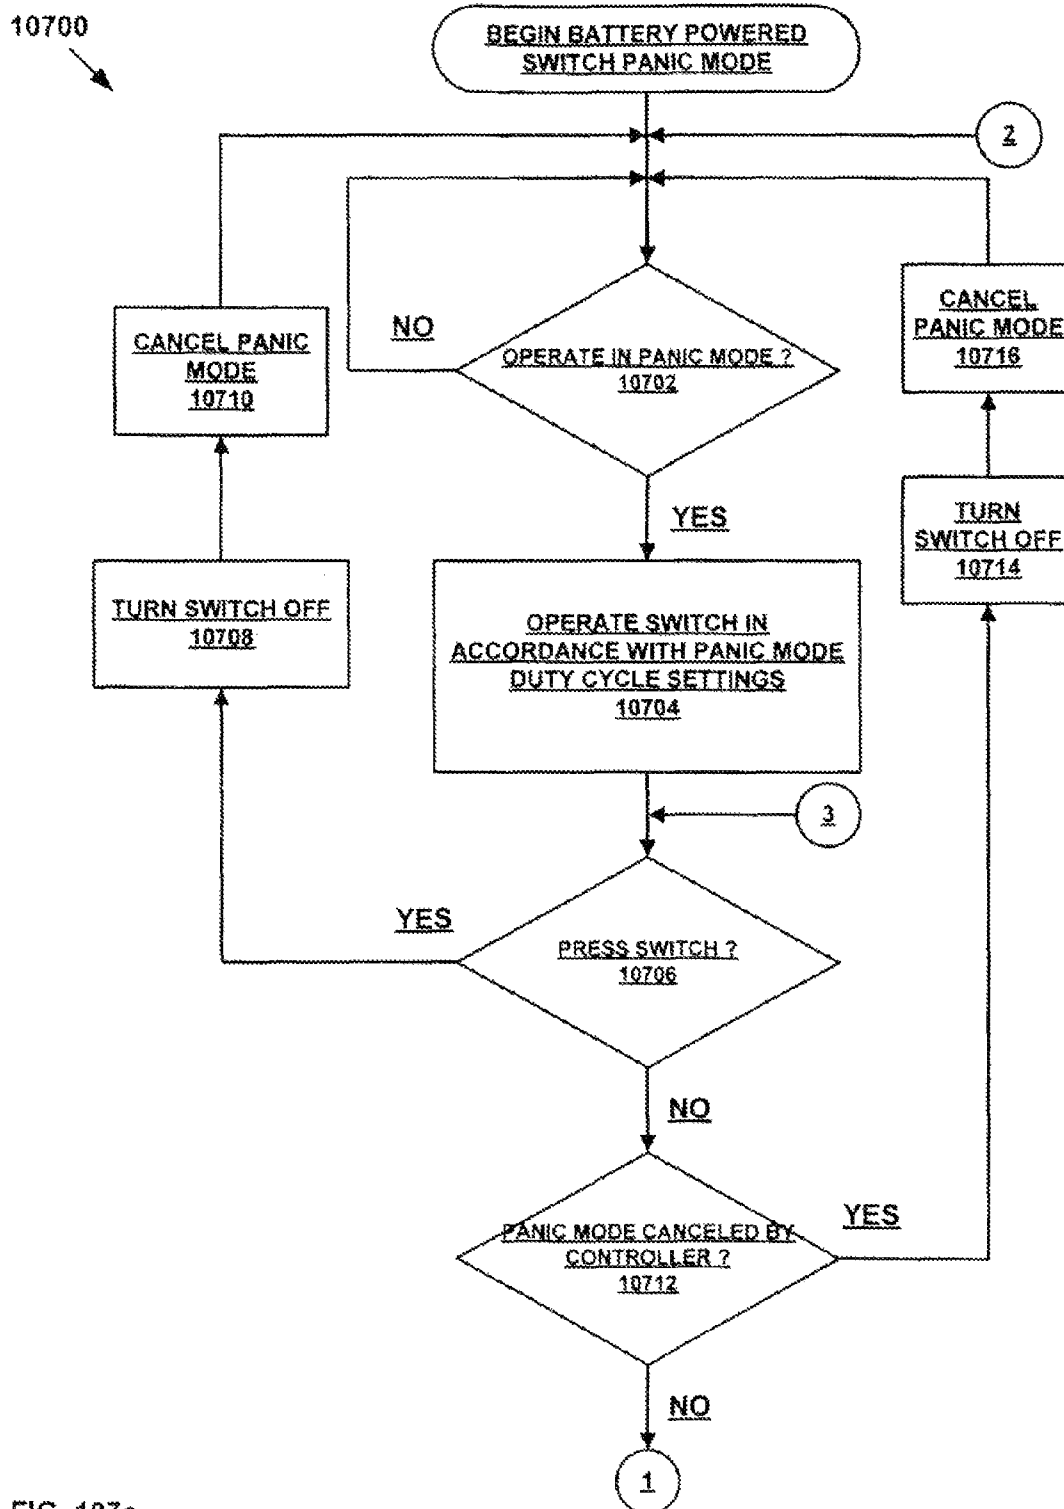 10700
BEGIN BATTERY POWERED
SWITCH PANIC MODE
2
CANCEL PANIC
MODE
10710
NO
OPERATE IN PANIC MODE ?
10702
CANCEL
PANIC MODE
10716
YES
TURN
SWITCH OFF
10714
TURN SWITCH OFF
10708
OPERATE SWITCH IN
ACCORDANCE WITH PANIC MODE
DUTY CYCLE SETTINGS
10704
3
YES
PRESS SWITCH ?
10706
NO
PANIC MODE CANCELED BY
CONTROLLER ?
10712
YES
NO
1